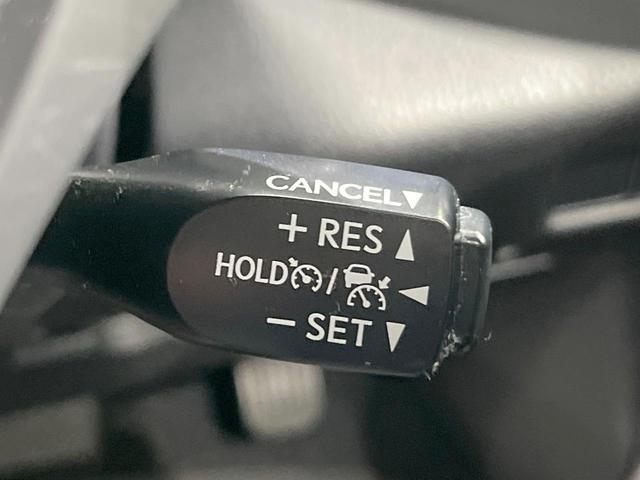 CANCEL▼
+ RES ▲
HOLD / ◀
− SET ▼